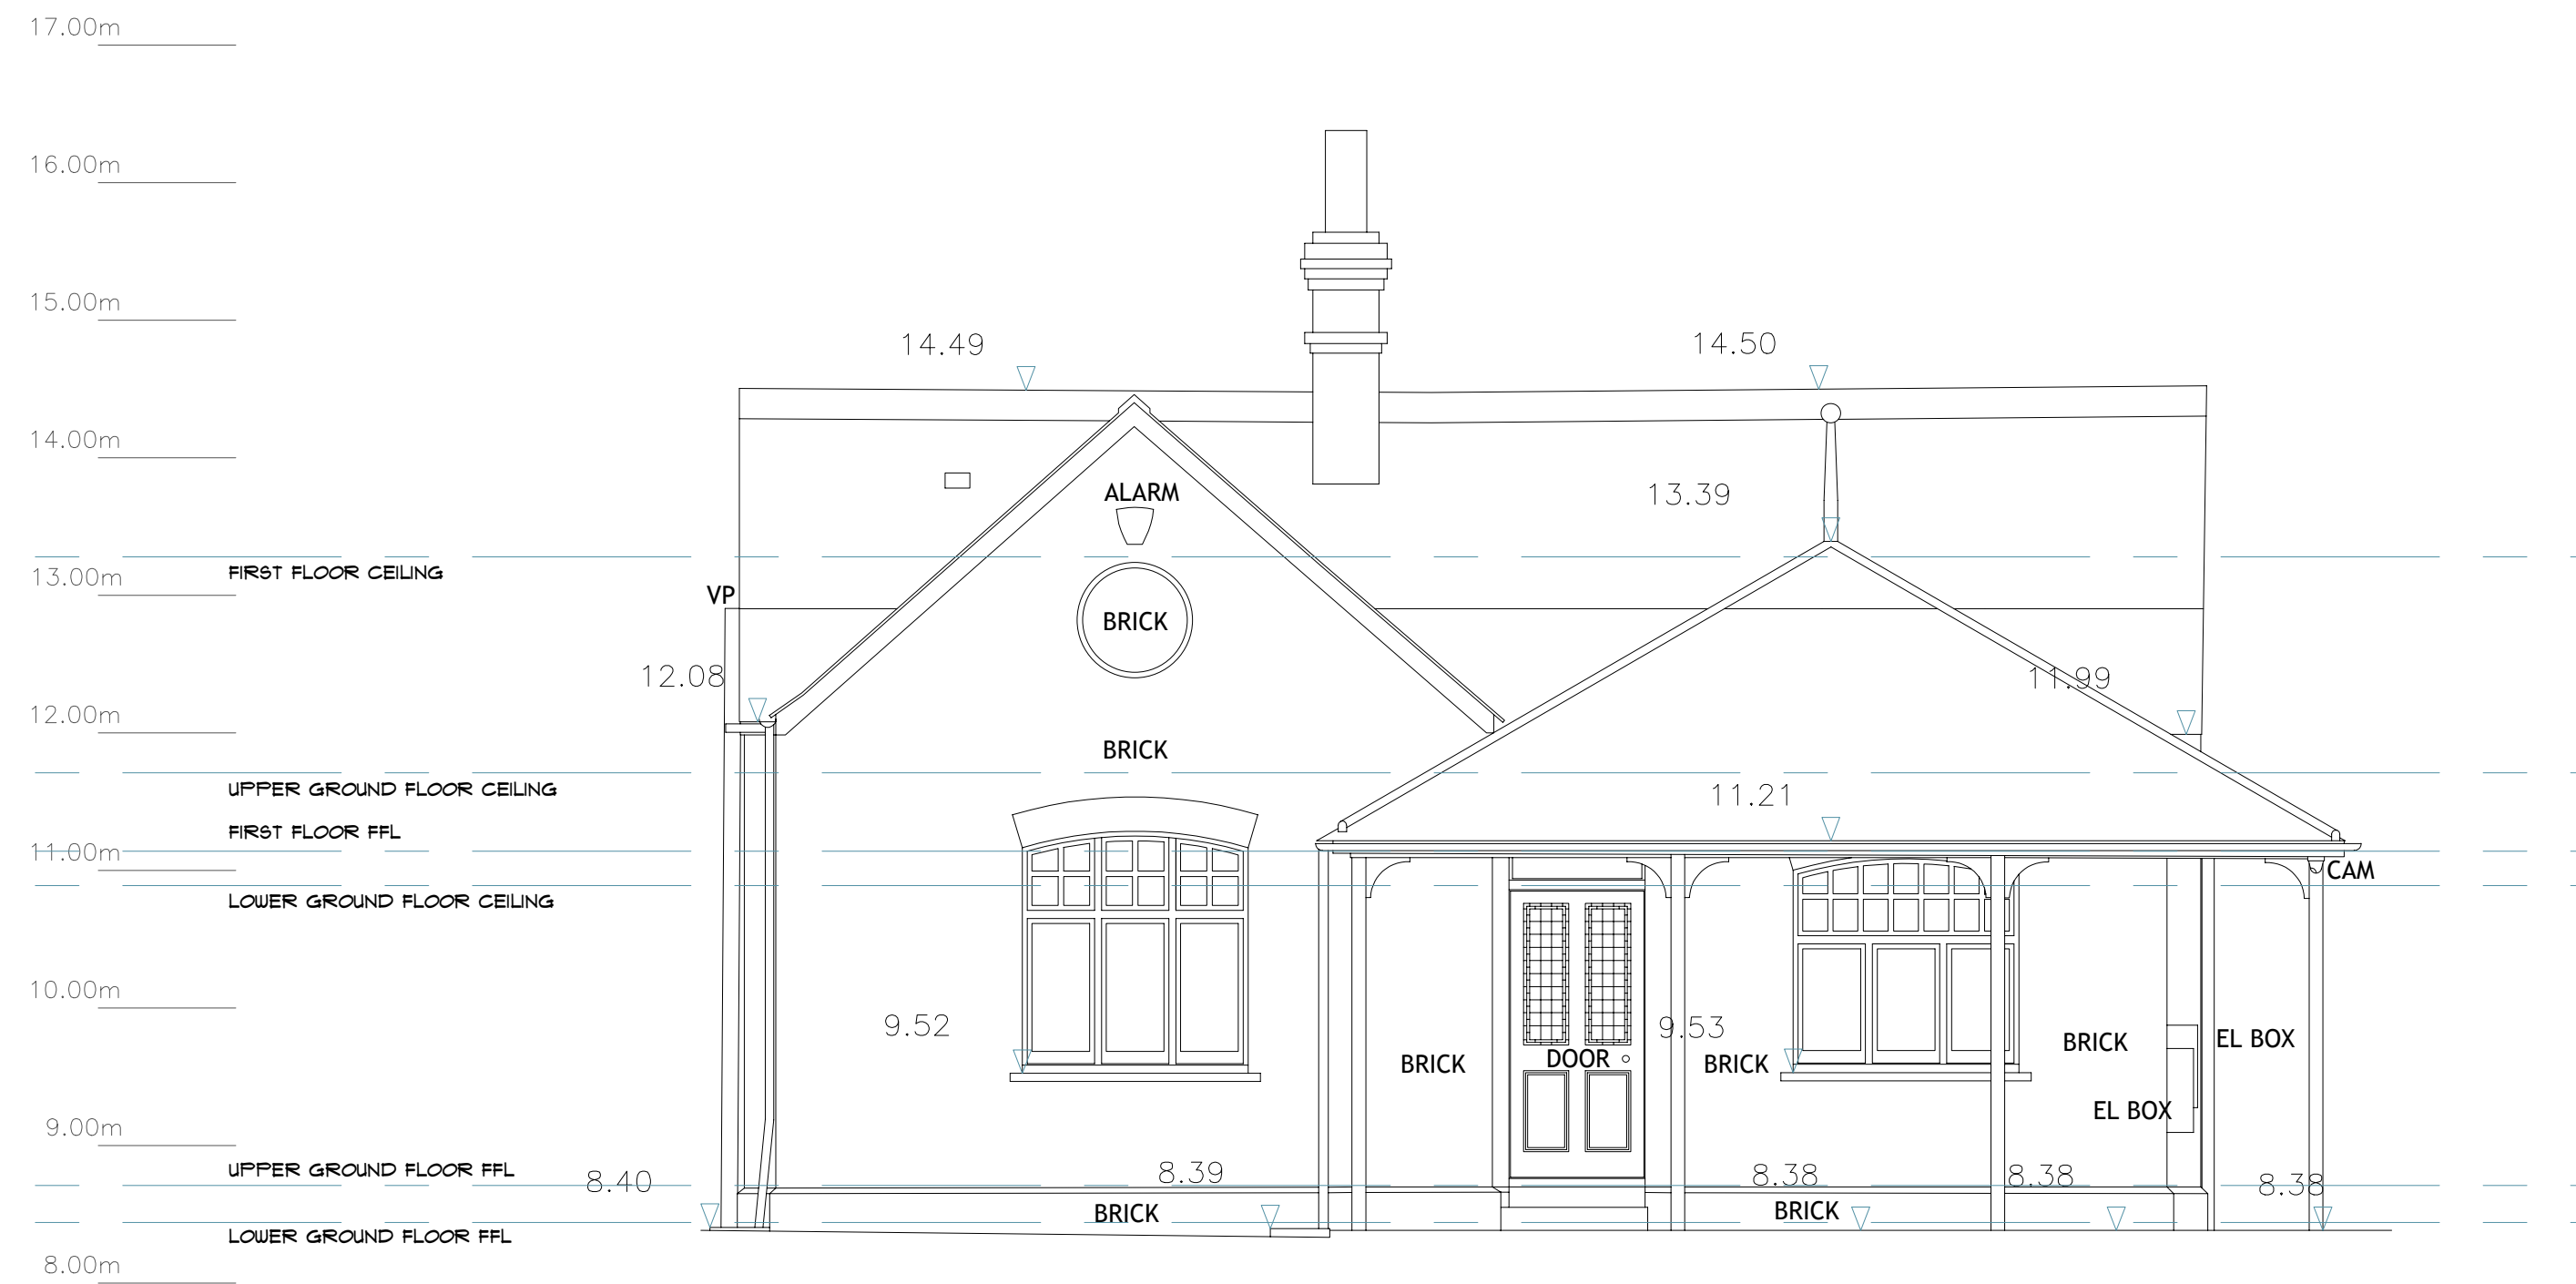 17.00m
16.00m
15.00m
14.49
14.50
14.00m
ALARM
13.39
FIRST FLOOR CEILING
13.00m
VP
BRICK
12.08
11.99
12.00m
BRICK
UPPER GROUND FLOOR CEILING
11.21
FIRST FLOOR FFL
11.00m
CAM
LOWER GROUND FLOOR CEILING
10.00m
9.52
9.53
BRICK
EL BOX
BRICK
DOOR
BRICK
EL BOX
9.00m
UPPER GROUND FLOOR FFL
8.40
8.39
8.38
8.38
8.38
BRICK
BRICK
LOWER GROUND FLOOR FFL
8.00m